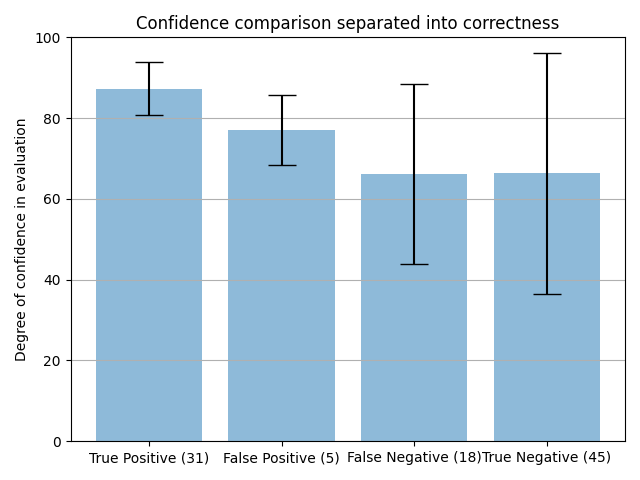 Confidence comparison separated into correctness
Degree of confidence in evaluation
100
80
60
40
20
0
True Positive (31)
False Positive (5)
False Negative (18)
True Negative (45)